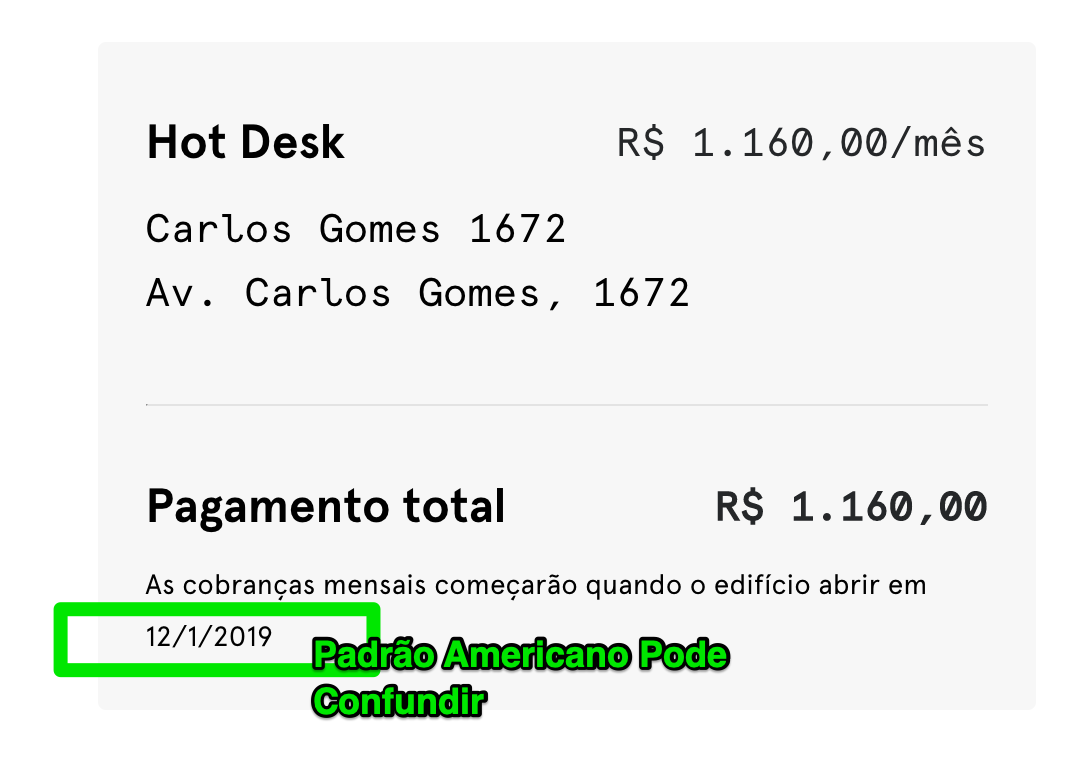 Hot Desk R$ 1.160,00/mês
Carlos Gomes 1672
Av. Carlos Gomes, 1672
Pagamento total R$ 1.160,00
As cobranças mensais começarão quando o edifício abrir em
12/1/2019
Padrão Americano Pode
Confundir